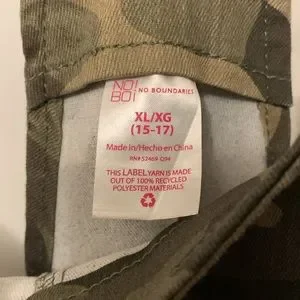 NO!
BO!
NO BOUNDARIES
XL/XG
(15-17)
Made in/Hecho en China
RN# 52469 O94
THIS LABEL YARN IS MADE
OUT OF 100% RECYCLED
POLYESTER MATERIALS